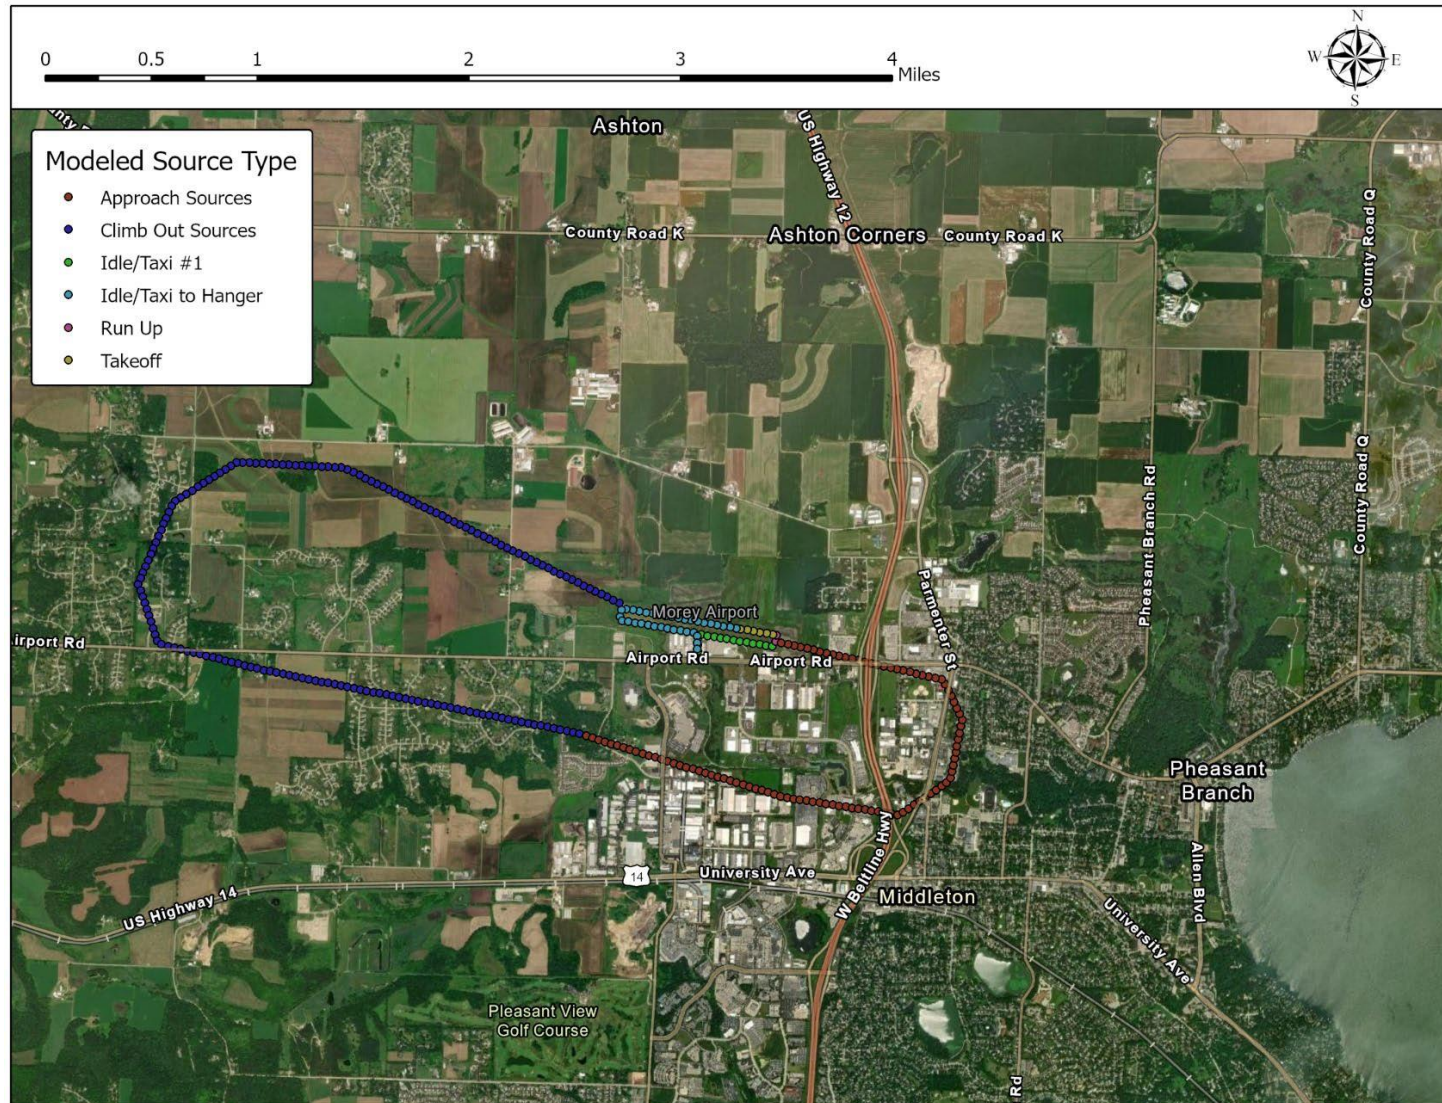 0 0.5 1 2 3 4
Miles
N
W E
S
Modeled Source Type
Approach Sources
Climb Out Sources
Idle/Taxi #1
Idle/Taxi to Hanger
Run Up
Takeoff
Ashton
US Highway 12
County Road K
Ashton Corners
County Road K
County Road Q
County Road Q
Pheasant Branch Rd
Morey Airport
Parmenter St
Airport Rd
Airport Rd
Pheasant
Branch
Allen Blvd
University Ave
14
US Highway 14
W Beltline Hwy
Middleton
University Ave
Pleasant View
Golf Course
Rd